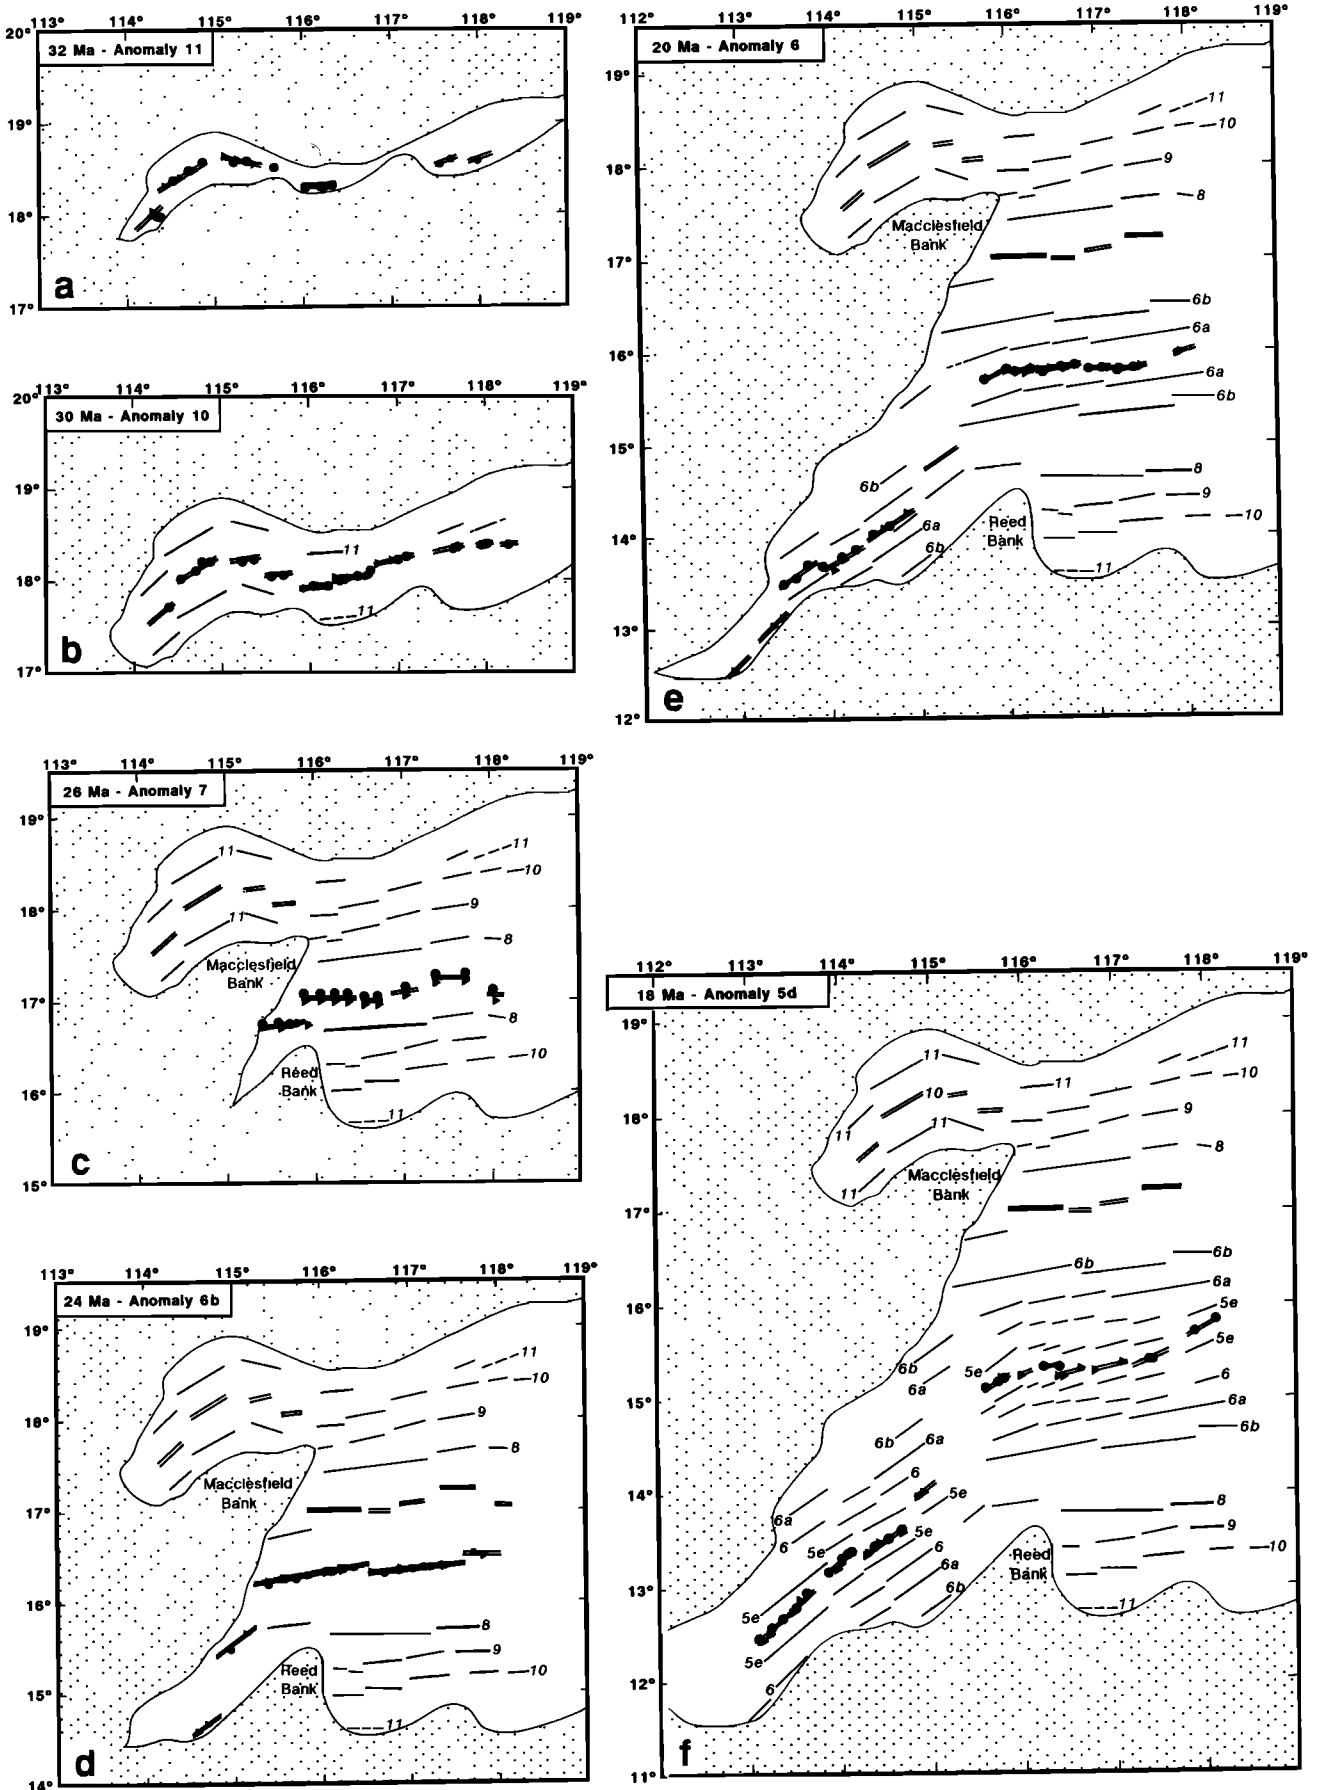 113° 114° 115° 116° 117° 118° 119°
20°
32 Ma - Anomaly 11
19°
18°
17°
a
113° 114° 115° 116° 117° 118° 119°
20°
30 Ma - Anomaly 10
19°
18°
17°
11
11
b
113° 114° 115° 116° 117° 118° 119°
26 Ma - Anomaly 7
19°
18°
17°
16°
15°
11
11
10
9
11
8
Macclesfield
Bank
8
10
Reed
Bank
11
c
113° 114° 115° 116° 117° 118° 119°
24 Ma - Anomaly 6b
19°
18°
17°
16°
15°
14°
11
10
9
8
Macclesfield
Bank
8
9
10
Reed
Bank
11
d
112° 113° 114° 115° 116° 117° 118° 119°
20 Ma - Anomaly 6
19°
18°
17°
16°
15°
14°
13°
12°
11
10
9
8
Macclesfield
Bank
6b
6a
6a
6b
8
6b
9
10
Reed
Bank
6a
6b
11
e
112° 113° 114° 115° 116° 117° 118° 119°
18 Ma - Anomaly 5d
19°
18°
17°
16°
15°
14°
13°
12°
11°
11
11
10
10
11
9
11
11
8
Macclesfield
Bank
11
6b
6b
6a
5e
5e
6b
5e
6
6a
6a
6b
6b
6a
6
5e
8
6a
5e
9
6
5e
6
10
6a
Reed
Bank
6b
11
5e
5e
6
f